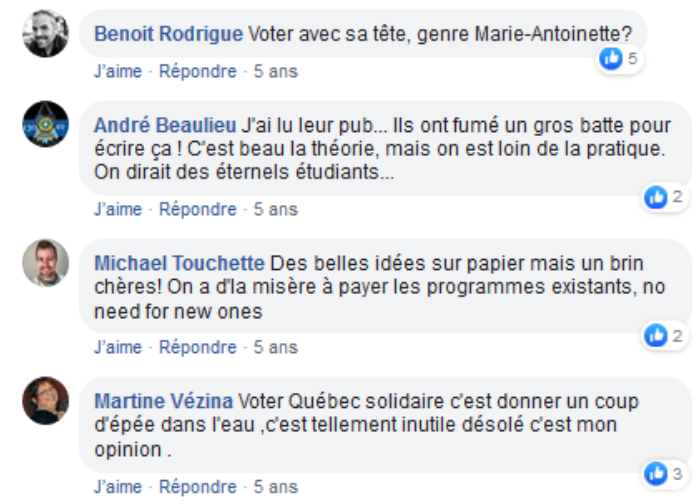 Benoit Rodrigue Voter avec sa tête, genre Marie-Antoinette?
5
J'aime · Répondre · 5 ans
André Beaulieu J'ai lu leur pub... Ils ont fumé un gros batte pour
écrire ça ! C'est beau la théorie, mais on est loin de la pratique.
On dirait des éternels étudiants...
2
J'aime · Répondre · 5 ans
Michael Touchette Des belles idées sur papier mais un brin
chères! On a d'la misère à payer les programmes existants, no
need for new ones
2
J'aime · Répondre · 5 ans
Martine Vézina Voter Québec solidaire c'est donner un coup
d'épée dans l'eau ,c'est tellement inutile désolé c'est mon
opinion .
3
J'aime · Répondre · 5 ans